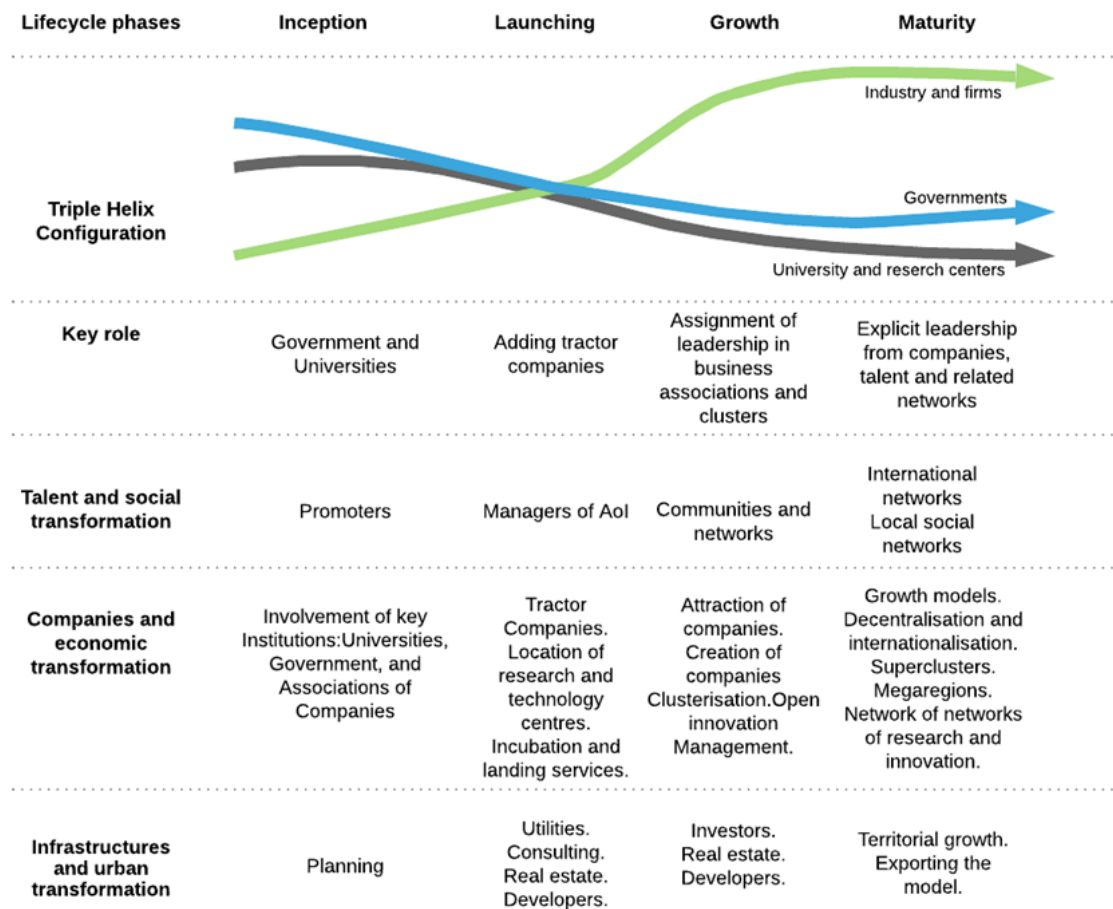 Lifecycle phases
Inception
Launching
Growth
Maturity
Triple Helix
Configuration
Industry and firms
Governments
University and reserch centers
Key role
Government and
Universities
Adding tractor
companies
Assignment of
leadership in
business
associations and
clusters
Explicit leadership
from companies,
talent and related
networks
Talent and social
transformation
Promoters
Managers of AoI
Communities and
networks
International
networks
Local social
networks
Companies and
economic
transformation
Involvement of key
Institutions:Universities,
Government, and
Associations of
Companies
Tractor
Companies.
Location of
research and
technology
centres.
Incubation and
landing services.
Attraction of
companies.
Creation of
companies
Clusterisation.Open
innovation
Management.
Growth models.
Decentralisation and
internationalisation.
Superclusters.
Megaregions.
Network of networks
of research and
innovation.
Infrastructures
and urban
transformation
Planning
Utilities.
Consulting.
Real estate.
Developers.
Investors.
Real estate.
Developers.
Territorial growth.
Exporting the
model.